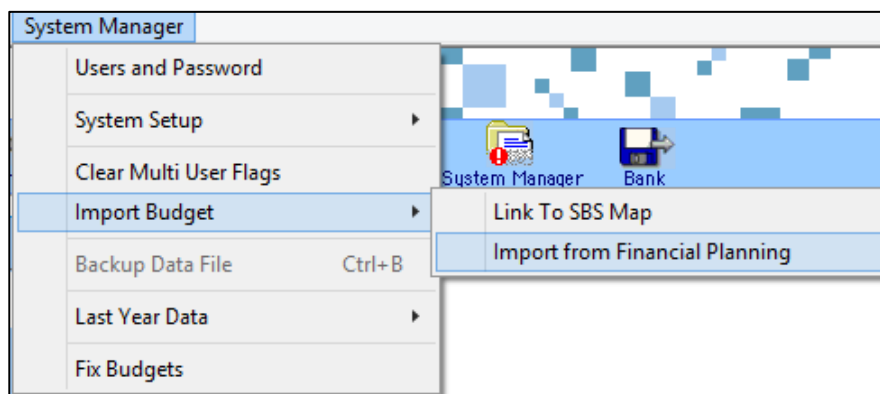 System Manager
Users and Password
System Setup
Clear Multi User Flags
System Manager
Bank
Import Budget
Link To SBS Map
Import from Financial Planning
Backup Data File Ctrl+B
Last Year Data
Fix Budgets